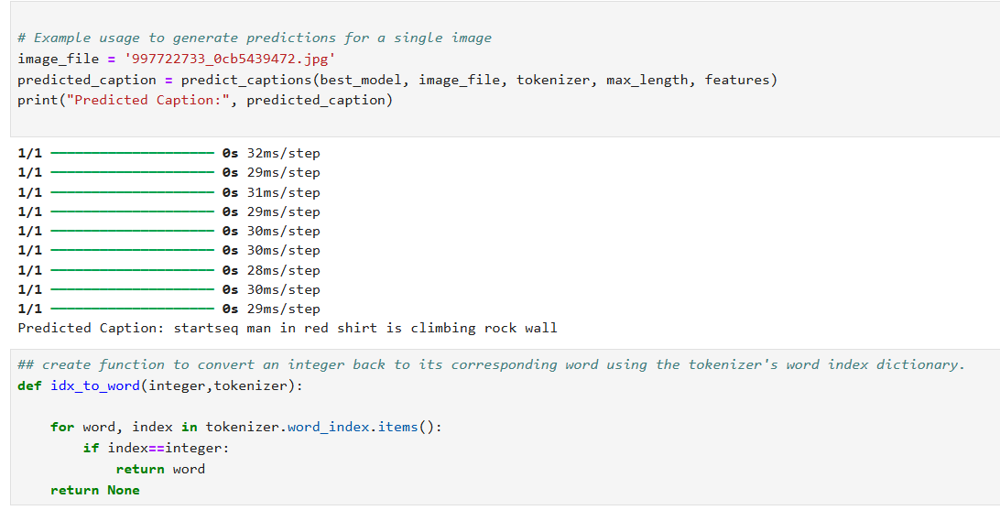 # Example usage to generate predictions for a single image
image_file = '997722733_0cb5439472.jpg'
predicted_caption = predict_captions(best_model, image_file, tokenizer, max_length, features)
print("Predicted Caption:", predicted_caption)
1/1 ━━━━━━━━━━━━━━━━━━━━ 0s 32ms/step
1/1 ━━━━━━━━━━━━━━━━━━━━ 0s 29ms/step
1/1 ━━━━━━━━━━━━━━━━━━━━ 0s 31ms/step
1/1 ━━━━━━━━━━━━━━━━━━━━ 0s 29ms/step
1/1 ━━━━━━━━━━━━━━━━━━━━ 0s 30ms/step
1/1 ━━━━━━━━━━━━━━━━━━━━ 0s 30ms/step
1/1 ━━━━━━━━━━━━━━━━━━━━ 0s 28ms/step
1/1 ━━━━━━━━━━━━━━━━━━━━ 0s 30ms/step
1/1 ━━━━━━━━━━━━━━━━━━━━ 0s 29ms/step
Predicted Caption: startseq man in red shirt is climbing rock wall
## create function to convert an integer back to its corresponding word using the tokenizer's word index dictionary.
def idx_to_word(integer,tokenizer):
    for word, index in tokenizer.word_index.items():
        if index==integer:
            return word
    return None